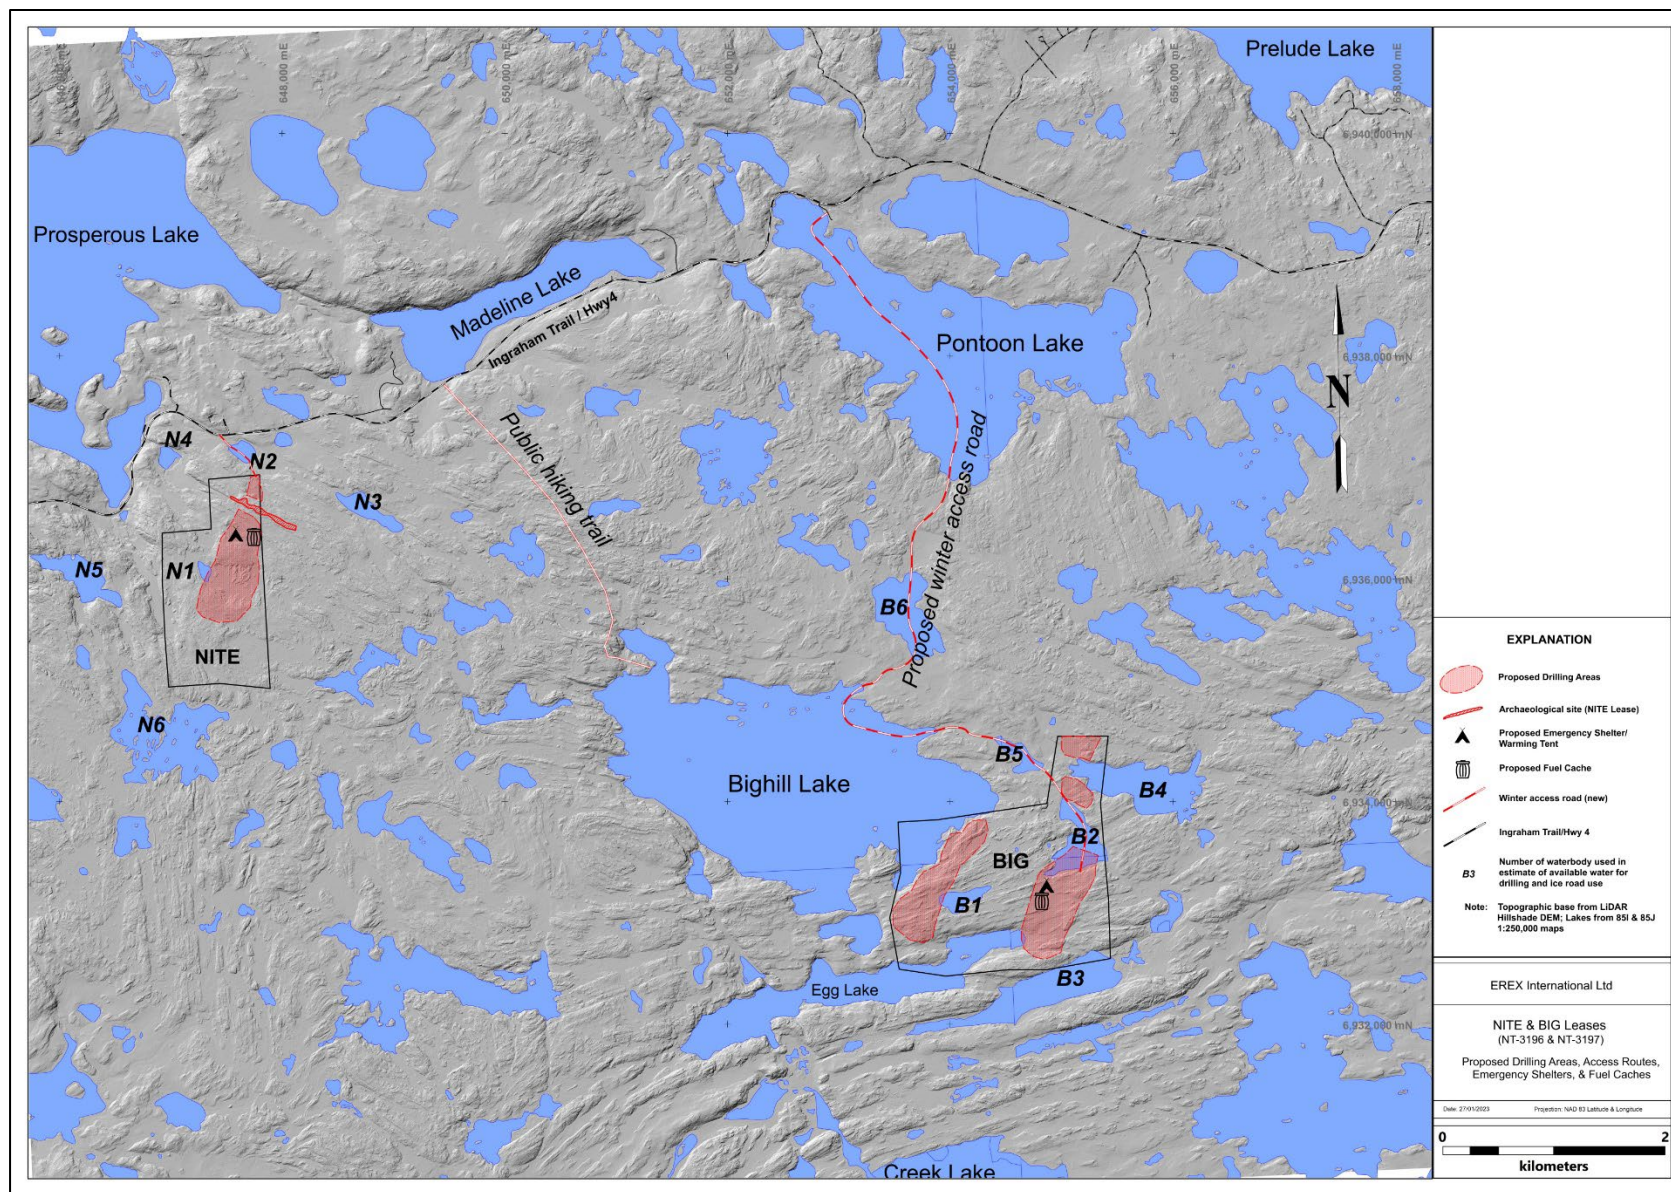 Prelude Lake
648,000 mE
650,000 mE
652,000 mE
654,000 mE
656,000 mE
658,000 mE
6,940,000 mN
Prosperous Lake
Madeline Lake
Ingraham Trail / Hwy4
Pontoon Lake
6,938,000 mN
N
N4
N2
N3
Public hiking trail
Proposed winter access road
N5
N1
NITE
N6
B6
6,936,000 mN
Bighill Lake
B5
B4
6,934,000 mN
B2
BIG
B1
B3
Egg Lake
6,932,000 mN
Creek Lake
EXPLANATION
Proposed Drilling Areas
Archaeological site (NITE Lease)
Proposed Emergency Shelter/
Warming Tent
Proposed Fuel Cache
Winter access road (new)
Ingraham Trail/Hwy 4
B3
Number of waterbody used in
estimate of available water for
drilling and ice road use
Note: Topographic base from LiDAR
Hillshade DEM; Lakes from 85I & 85J
1:250,000 maps
EREX International Ltd
NITE & BIG Leases
(NT-3196 & NT-3197)
Proposed Drilling Areas, Access Routes,
Emergency Shelters, & Fuel Caches
Date: 27/01/2023 Projection: NAD 83 Latitude & Longitude
0 2
kilometers